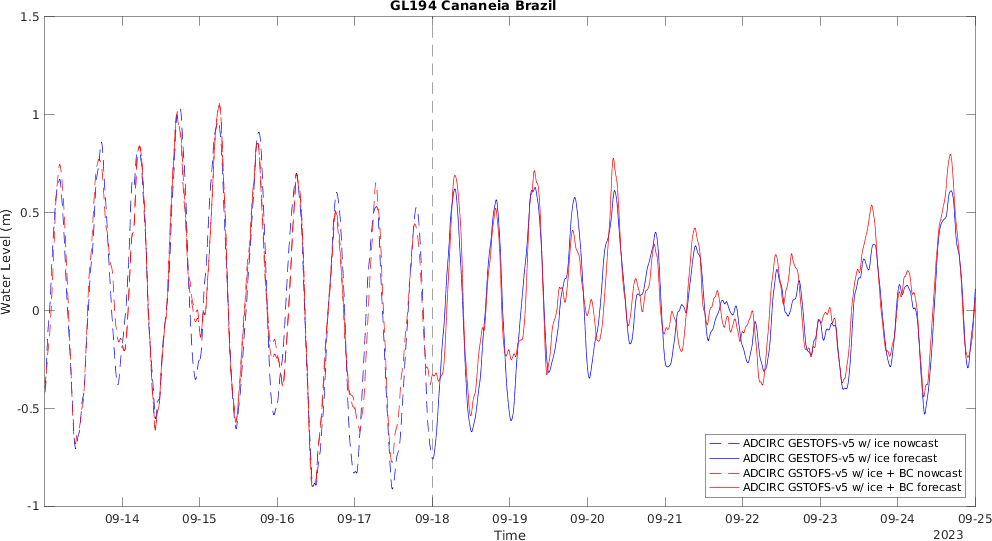 GL194 Cananeia Brazil
1.5
1
0.5
0
-0.5
-1
Water Level (m)
ADCIRC GESTOFS-v5 w/ ice nowcast
ADCIRC GESTOFS-v5 w/ ice forecast
ADCIRC GSTOFS-v5 w/ ice + BC nowcast
ADCIRC GSTOFS-v5 w/ ice + BC forecast
09-14 09-15 09-16 09-17 09-18 09-19 09-20 09-21 09-22 09-23 09-24 09-25
Time
2023